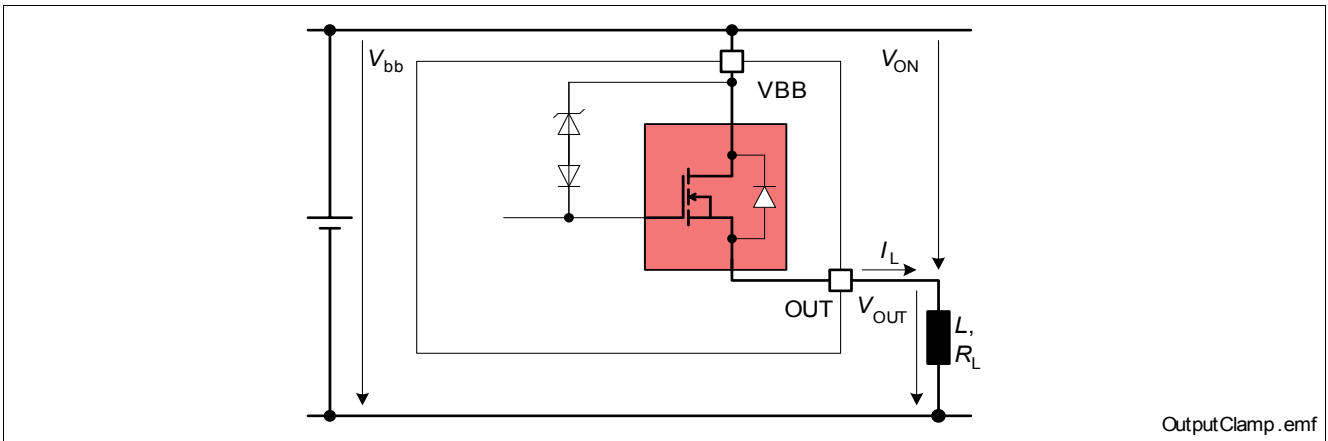 Vbb
VBB
VON
IL
OUT
VOUT
L,
RL
OutputClamp.emf